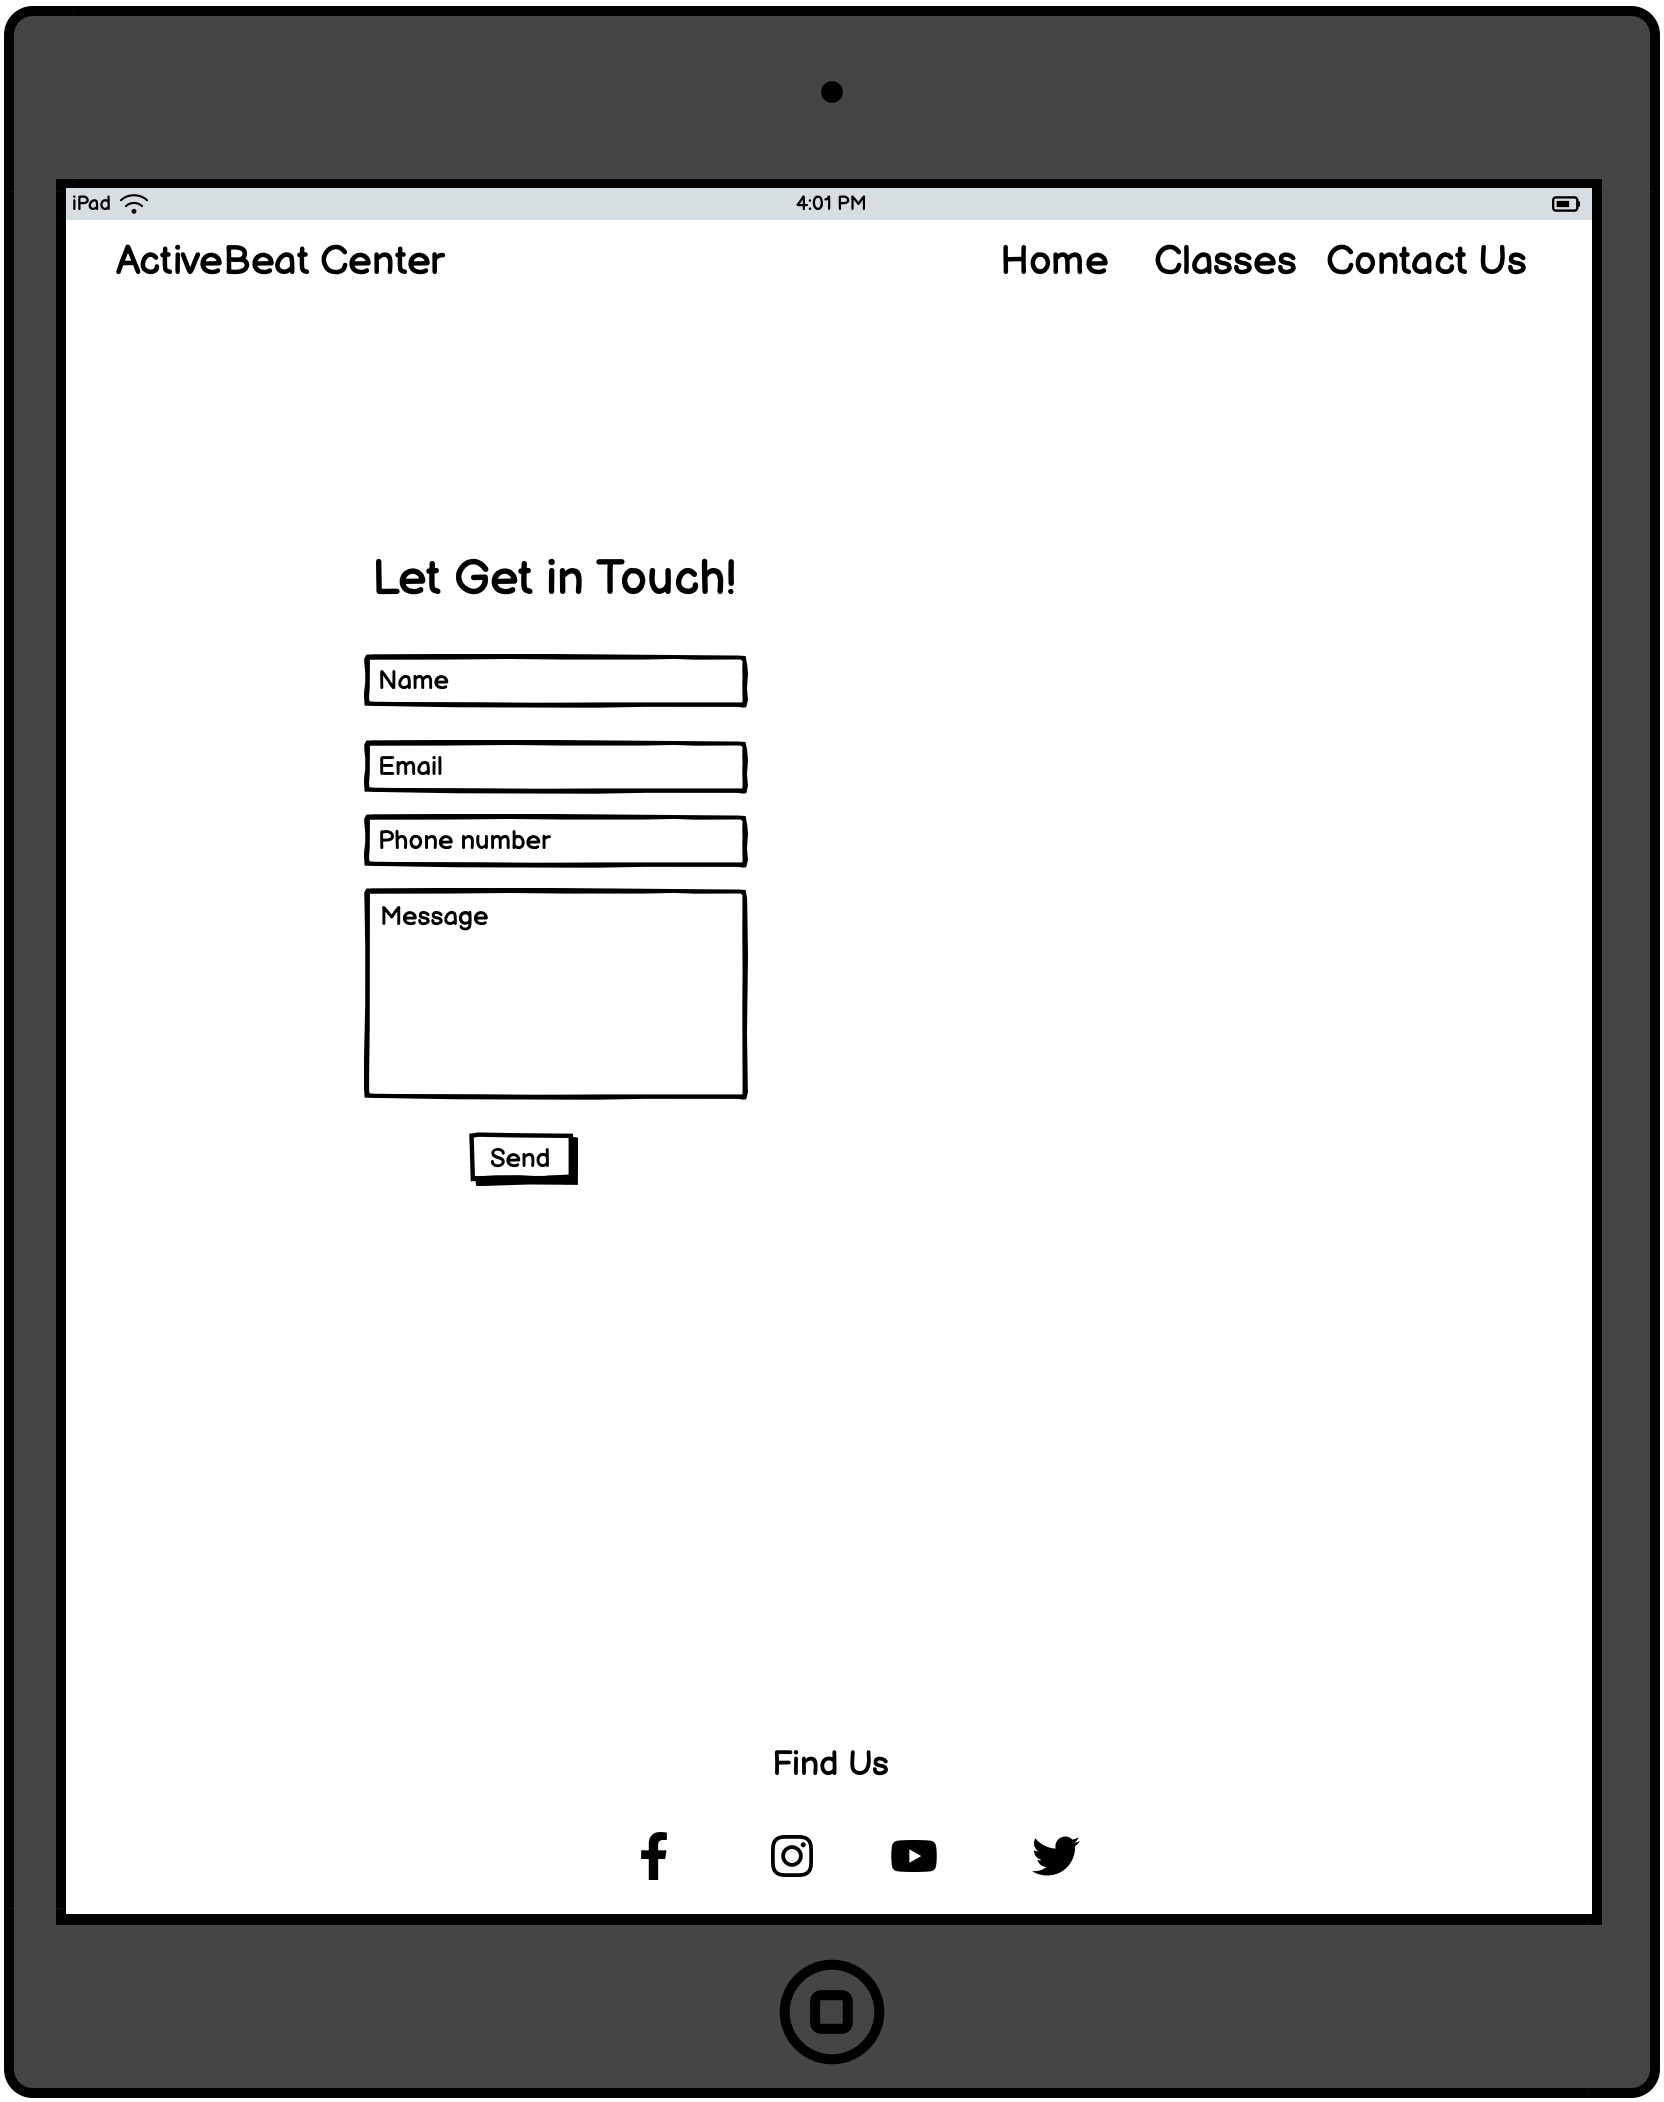 iPad 4:01 PM
ActiveBeat Center Home Classes Contact Us
Let Get in Touch!
Name
Email
Phone number
Message
Send
Find Us